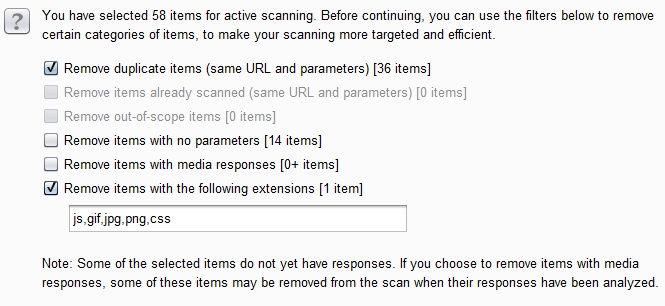 You have selected 58 items for active scanning. Before continuing, you can use the filters below to remove
certain categories of items, to make your scanning more targeted and efficient.
Remove duplicate items (same URL and parameters) [36 items]
Remove items already scanned (same URL and parameters) [0 items]
Remove out-of-scope items [0 items]
Remove items with no parameters [14 items]
Remove items with media responses [0+ items]
Remove items with the following extensions [1 item]
js,gif,jpg,png,css
Note: Some of the selected items do not yet have responses. If you choose to remove items with media
responses, some of these items may be removed from the scan when their responses have been analyzed.